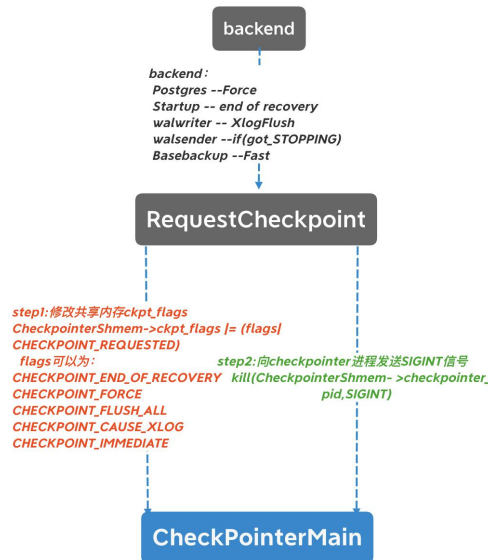 backend
backend：
Postgres --Force
Startup -- end of recovery
walwriter -- XlogFlush
walsender --if(got_STOPPING)
Basebackup --Fast
RequestCheckpoint
step1:修改共享内存ckpt_flags
CheckpointerShmem->ckpt_flags |= (flags|
CHECKPOINT_REQUESTED)
flags可以为：
CHECKPOINT_END_OF_RECOVERY
CHECKPOINT_FORCE
CHECKPOINT_FLUSH_ALL
CHECKPOINT_CAUSE_XLOG
CHECKPOINT_IMMEDIATE
step2:向checkpointer进程发送SIGINT信号
kill(CheckpointerShmem- >checkpointer_
pid,SIGINT)
CheckPointerMain